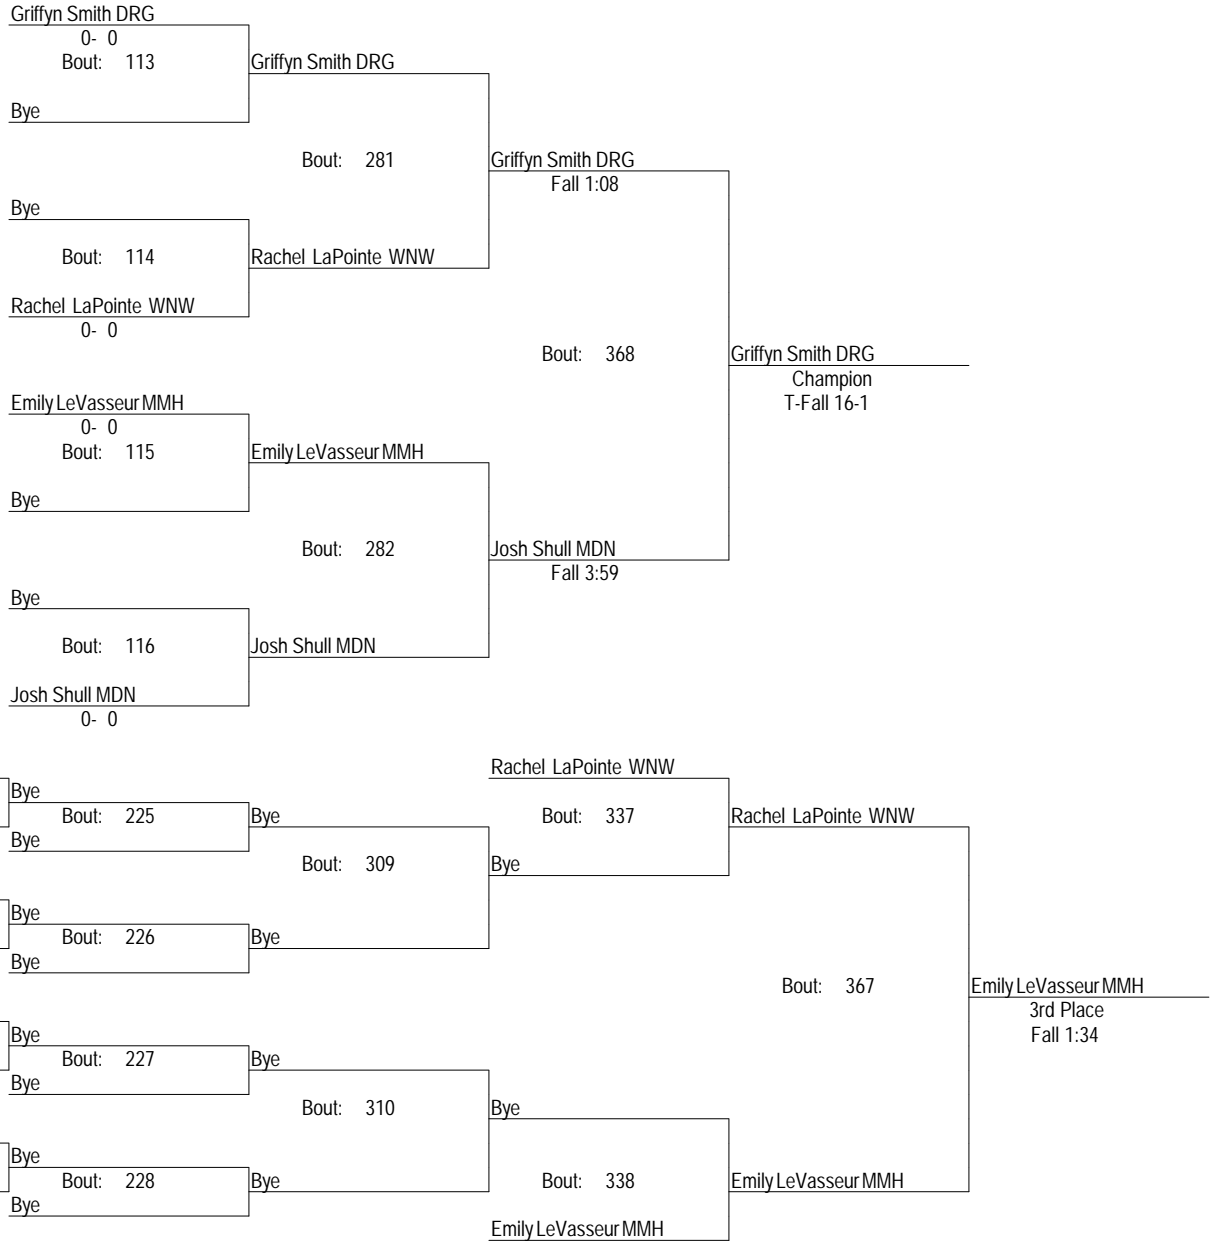 Griffyn Smith DRG
0- 0
Bout: 113
Griffyn Smith DRG
Bye
Bout: 281
Griffyn Smith DRG
Fall 1:08
Bye
Bout: 114
Rachel LaPointe WNW
Rachel LaPointe WNW
0- 0
Bout: 368
Griffyn Smith DRG
Champion
T-Fall 16-1
Emily LeVasseur MMH
0- 0
Bout: 115
Emily LeVasseur MMH
Bye
Bout: 282
Josh Shull MDN
Fall 3:59
Bye
Bout: 116
Josh Shull MDN
Josh Shull MDN
0- 0
Rachel LaPointe WNW
Bye
Bout: 225
Bye
Bout: 337
Rachel LaPointe WNW
Bye
Bout: 309
Bye
Bye
Bout: 226
Bye
Bye
Bout: 367
Emily LeVasseur MMH
3rd Place
Fall 1:34
Bye
Bout: 227
Bye
Bye
Bout: 310
Bye
Bye
Bout: 228
Bye
Bout: 338
Emily LeVasseur MMH
Bye
Emily LeVasseur MMH